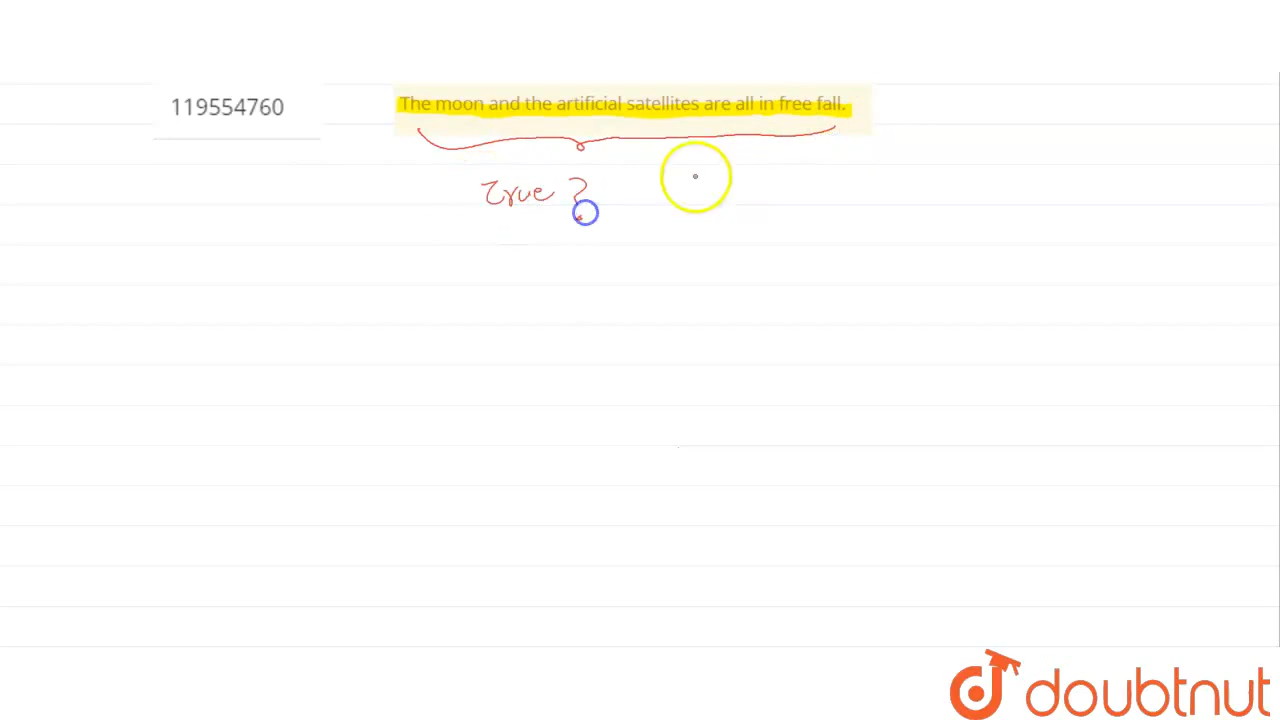 119554760
The moon and the artificial satellites are all in free fall.
True ?
doubtnut